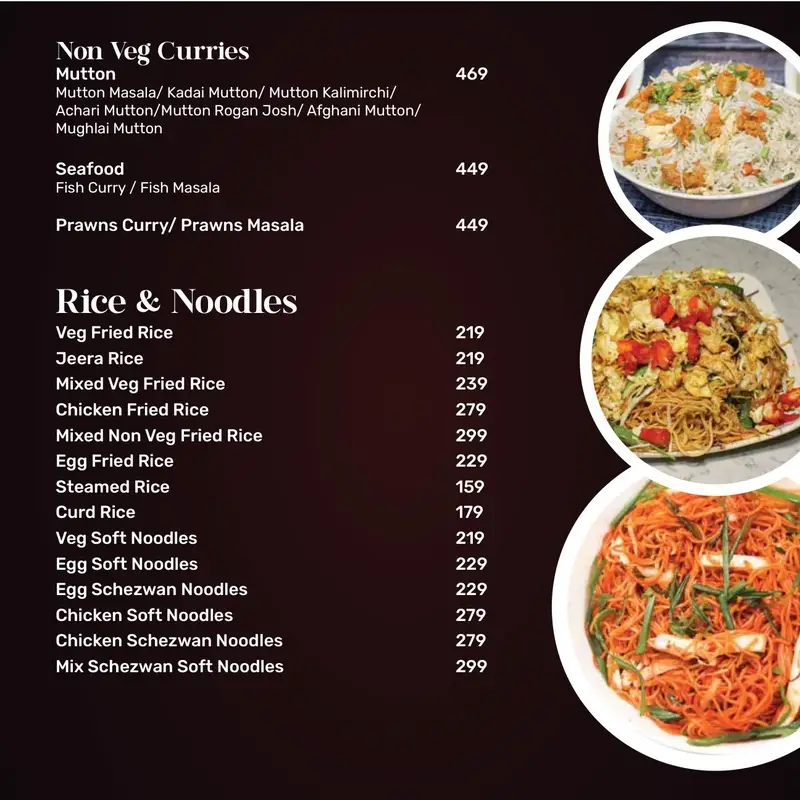 Non Veg Curries
Mutton 469
Mutton Masala/ Kadai Mutton/ Mutton Kalimirchi/
Achari Mutton/Mutton Rogan Josh/ Afghani Mutton/
Mughlai Mutton
Seafood 449
Fish Curry / Fish Masala
Prawns Curry/ Prawns Masala 449
Rice & Noodles
Veg Fried Rice 219
Jeera Rice 219
Mixed Veg Fried Rice 239
Chicken Fried Rice 279
Mixed Non Veg Fried Rice 299
Egg Fried Rice 229
Steamed Rice 159
Curd Rice 179
Veg Soft Noodles 219
Egg Soft Noodles 229
Egg Schezwan Noodles 229
Chicken Soft Noodles 279
Chicken Schezwan Noodles 279
Mix Schezwan Soft Noodles 299